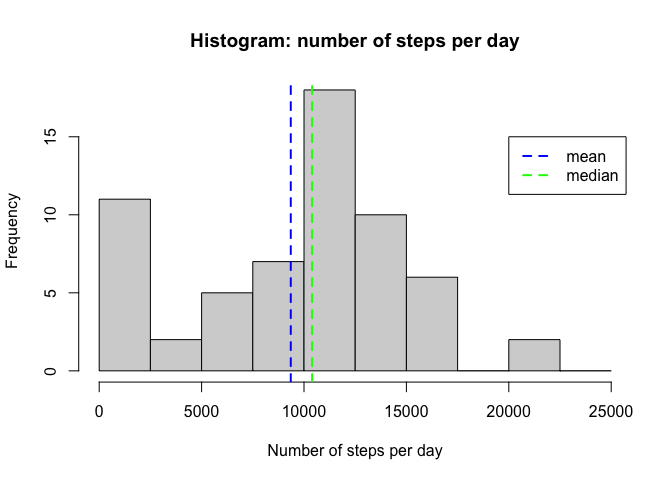 Histogram: number of steps per day
Frequency
15
10
5
0
mean
median
0 5000 10000 15000 20000 25000
Number of steps per day